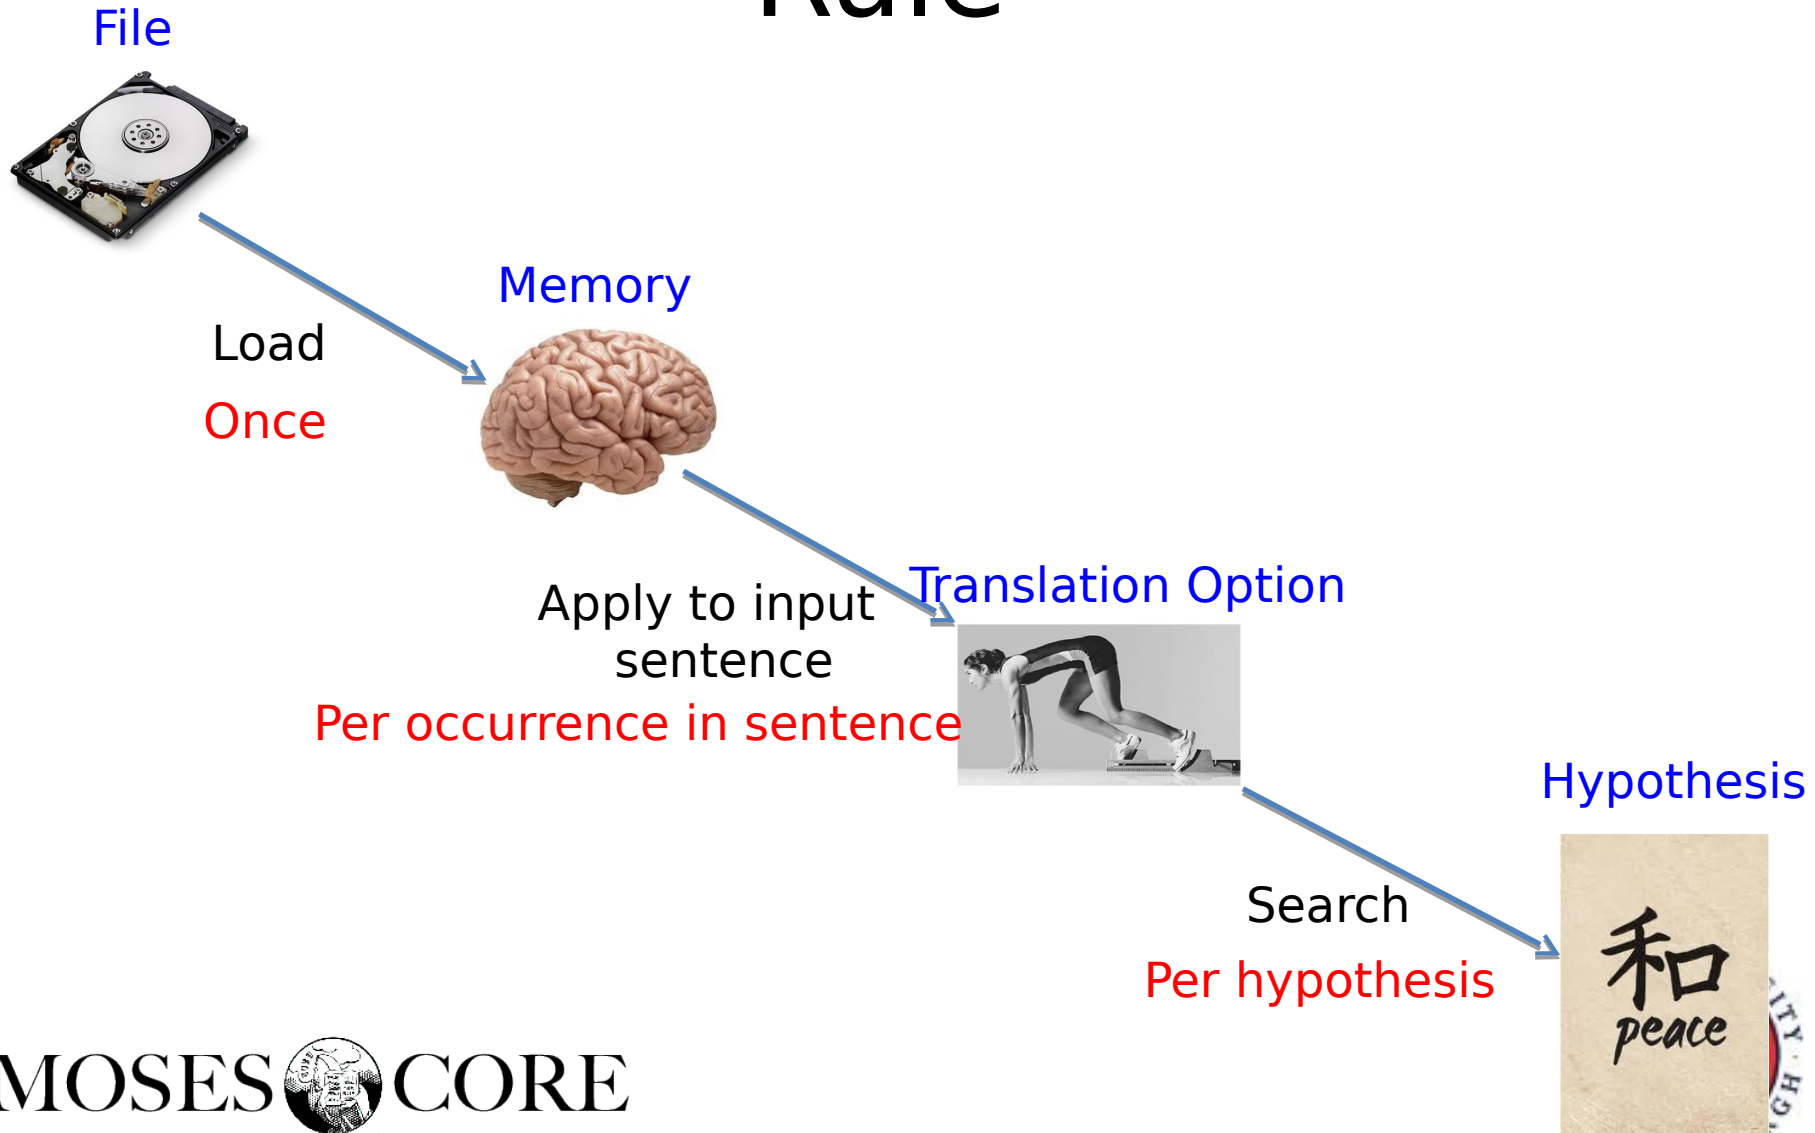 Rule
File
Memory
Load
Once
Translation Option
Apply to input
sentence
Per occurrence in sentence
Hypothesis
Search
Per hypothesis
和
peace
MOSES CORE